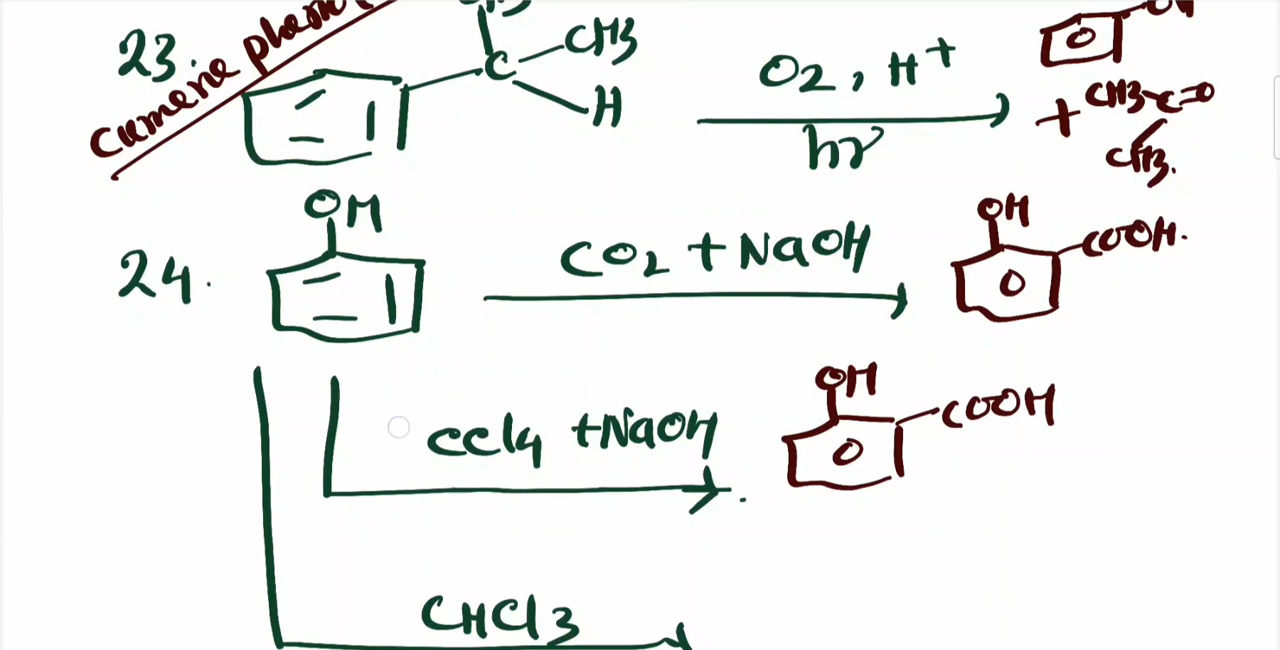 23.
cumene
CH3
H
O2, H+
hν
+ CH3-C=O
CH3.
24.
OH
CO2 + NaOH
OH
COOH.
CCl4 + NaOH
OH
COOH
CHCl3